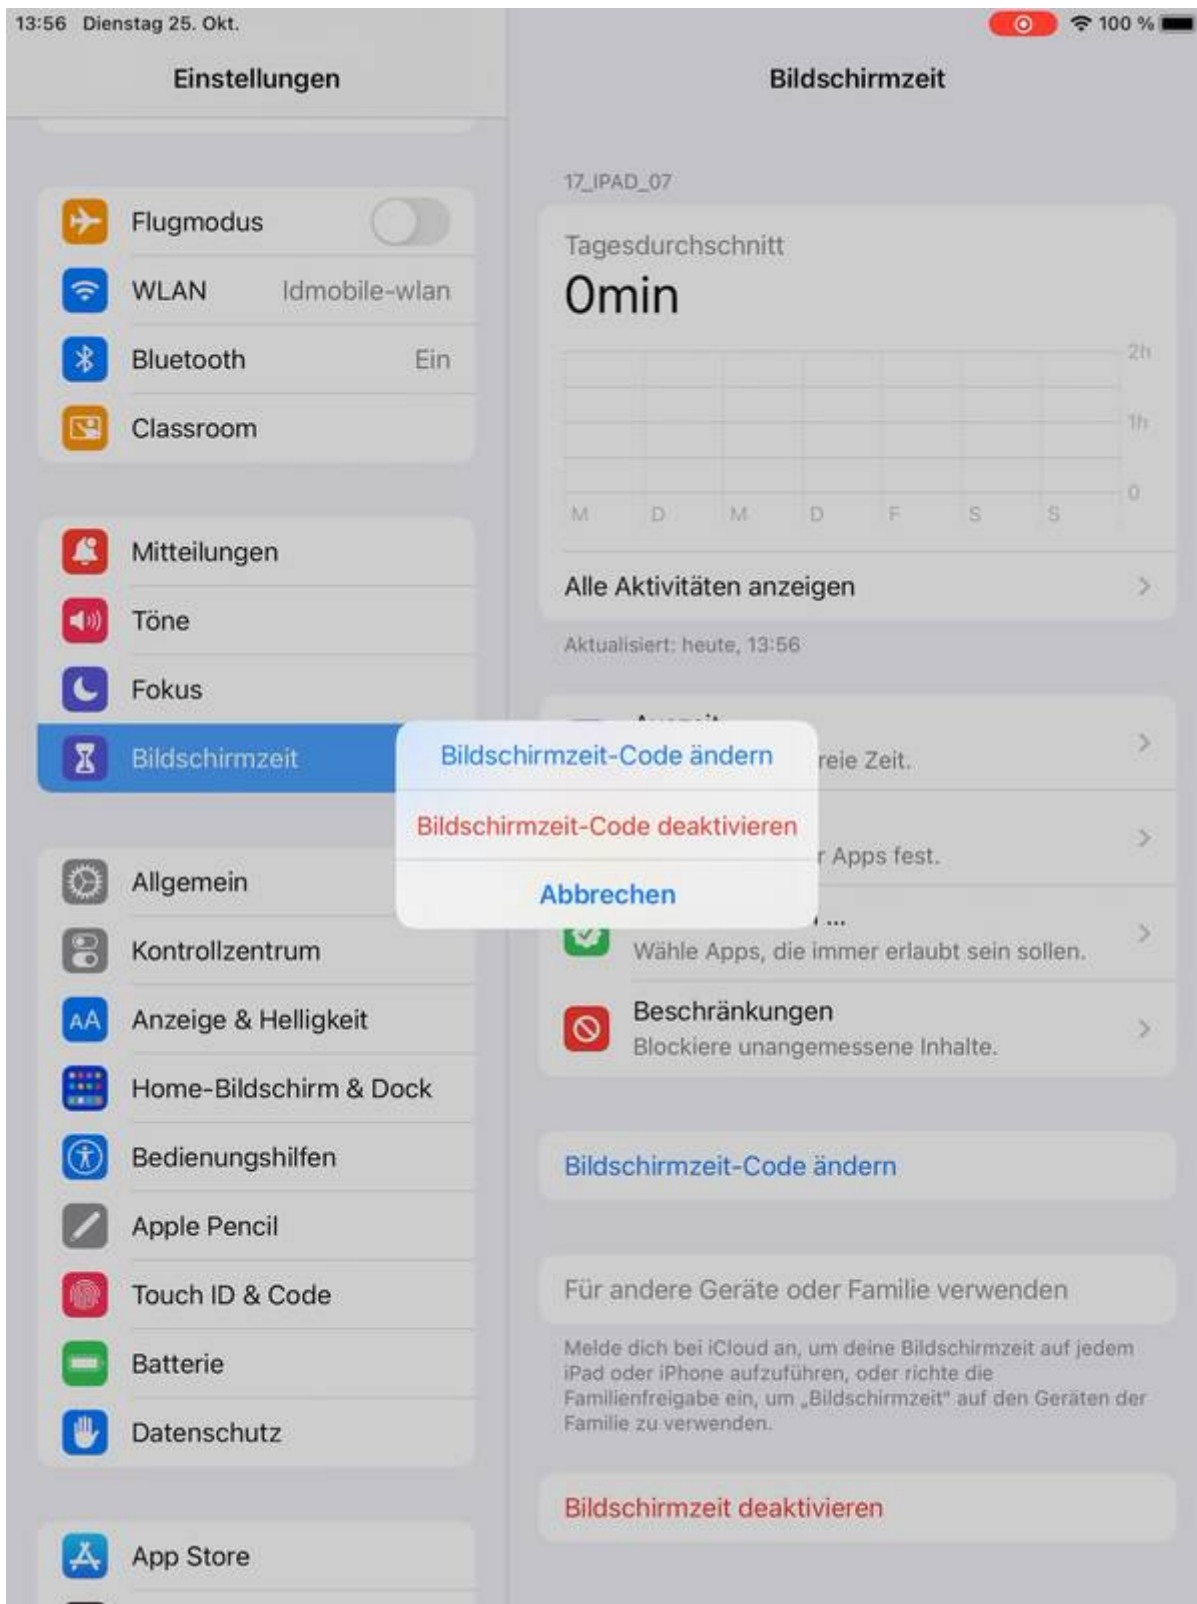 13:56 Dienstag 25. Okt.
100 %
Einstellungen
Flugmodus
WLAN ldmobile-wlan
Bluetooth Ein
Classroom
Mitteilungen
Töne
Fokus
Bildschirmzeit
Allgemein
Kontrollzentrum
AA Anzeige & Helligkeit
Home-Bildschirm & Dock
Bedienungshilfen
Apple Pencil
Touch ID & Code
Batterie
Datenschutz
App Store
Bildschirmzeit
17_IPAD_07
Tagesdurchschnitt
0min
2h
1h
0
M D M D F S S
Alle Aktivitäten anzeigen
Aktualisiert: heute, 13:56
reie Zeit.
r Apps fest.
...
Wähle Apps, die immer erlaubt sein sollen.
Beschränkungen
Blockiere unangemessene Inhalte.
Bildschirmzeit-Code ändern
Für andere Geräte oder Familie verwenden
Melde dich bei iCloud an, um deine Bildschirmzeit auf jedem
iPad oder iPhone aufzuführen, oder richte die
Familienfreigabe ein, um „Bildschirmzeit“ auf den Geräten der
Familie zu verwenden.
Bildschirmzeit deaktivieren
Bildschirmzeit-Code ändern
Bildschirmzeit-Code deaktivieren
Abbrechen